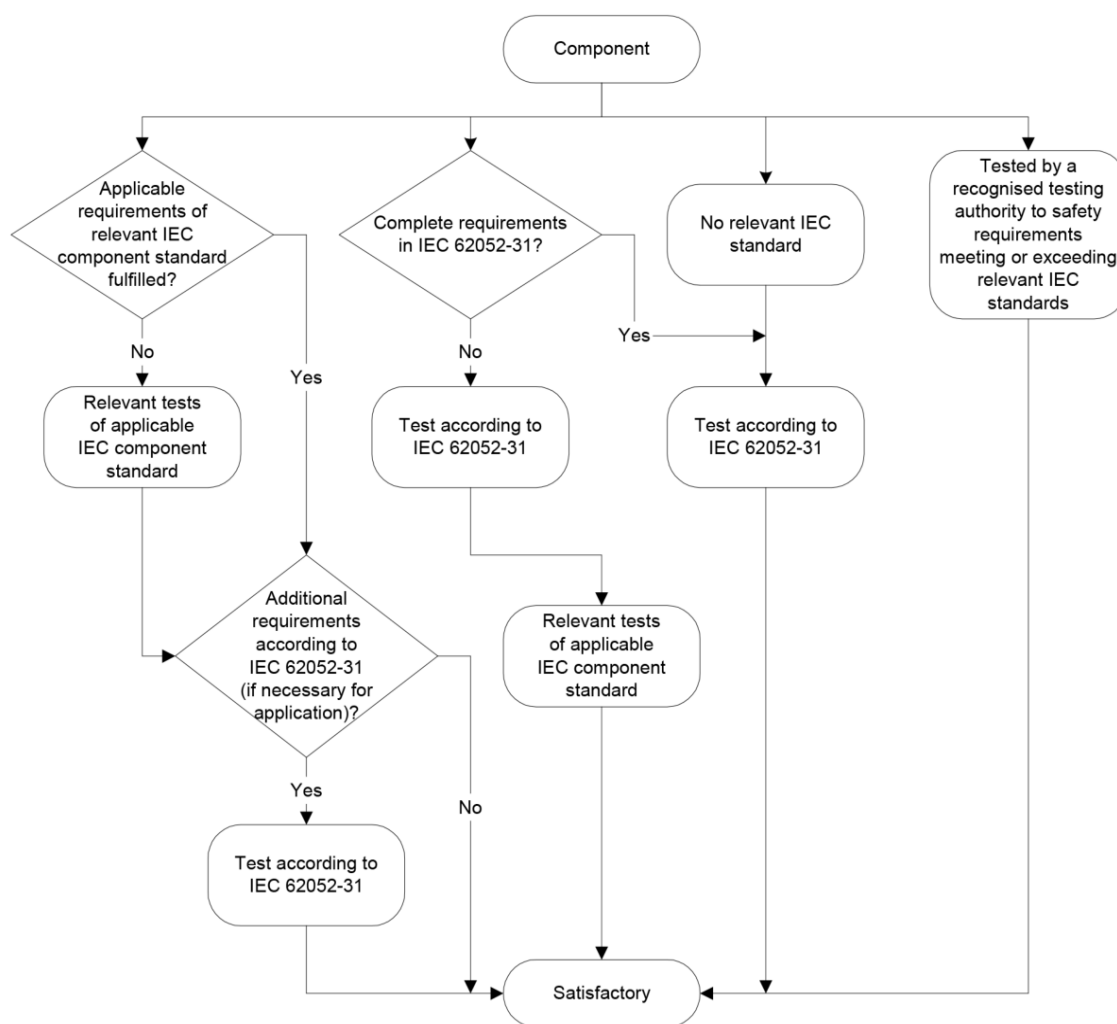 Component
Applicable
requirements of
relevant IEC
component standard
fulfilled?
Complete requirements
in IEC 62052-31?
No relevant IEC
standard
Tested by a
recognised testing
authority to safety
requirements
meeting or exceeding
relevant IEC
standards
No
Yes
No
Yes
Relevant tests
of applicable
IEC component
standard
Test according to
IEC 62052-31
Test according to
IEC 62052-31
Additional
requirements
according to
IEC 62052-31
(if necessary for
application)?
Relevant tests
of applicable
IEC component
standard
Yes
No
Test according to
IEC 62052-31
Satisfactory